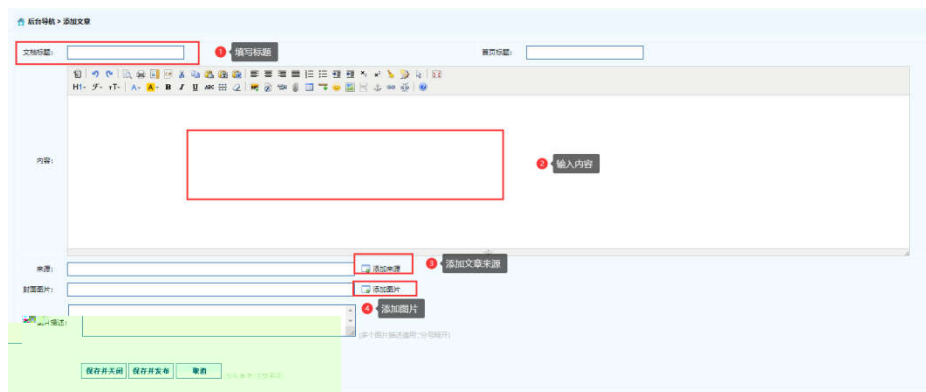 后台导航 > 添加文章
文档标题：
1 填写标题
首页标题：
内容：
2 输入内容
来源：
添加来源
3 添加文章来源
封面图片：
添加图片
4 添加图片
描述：
(多个图片描述请用";"分号隔开)
保存并关闭 保存并发布 取消